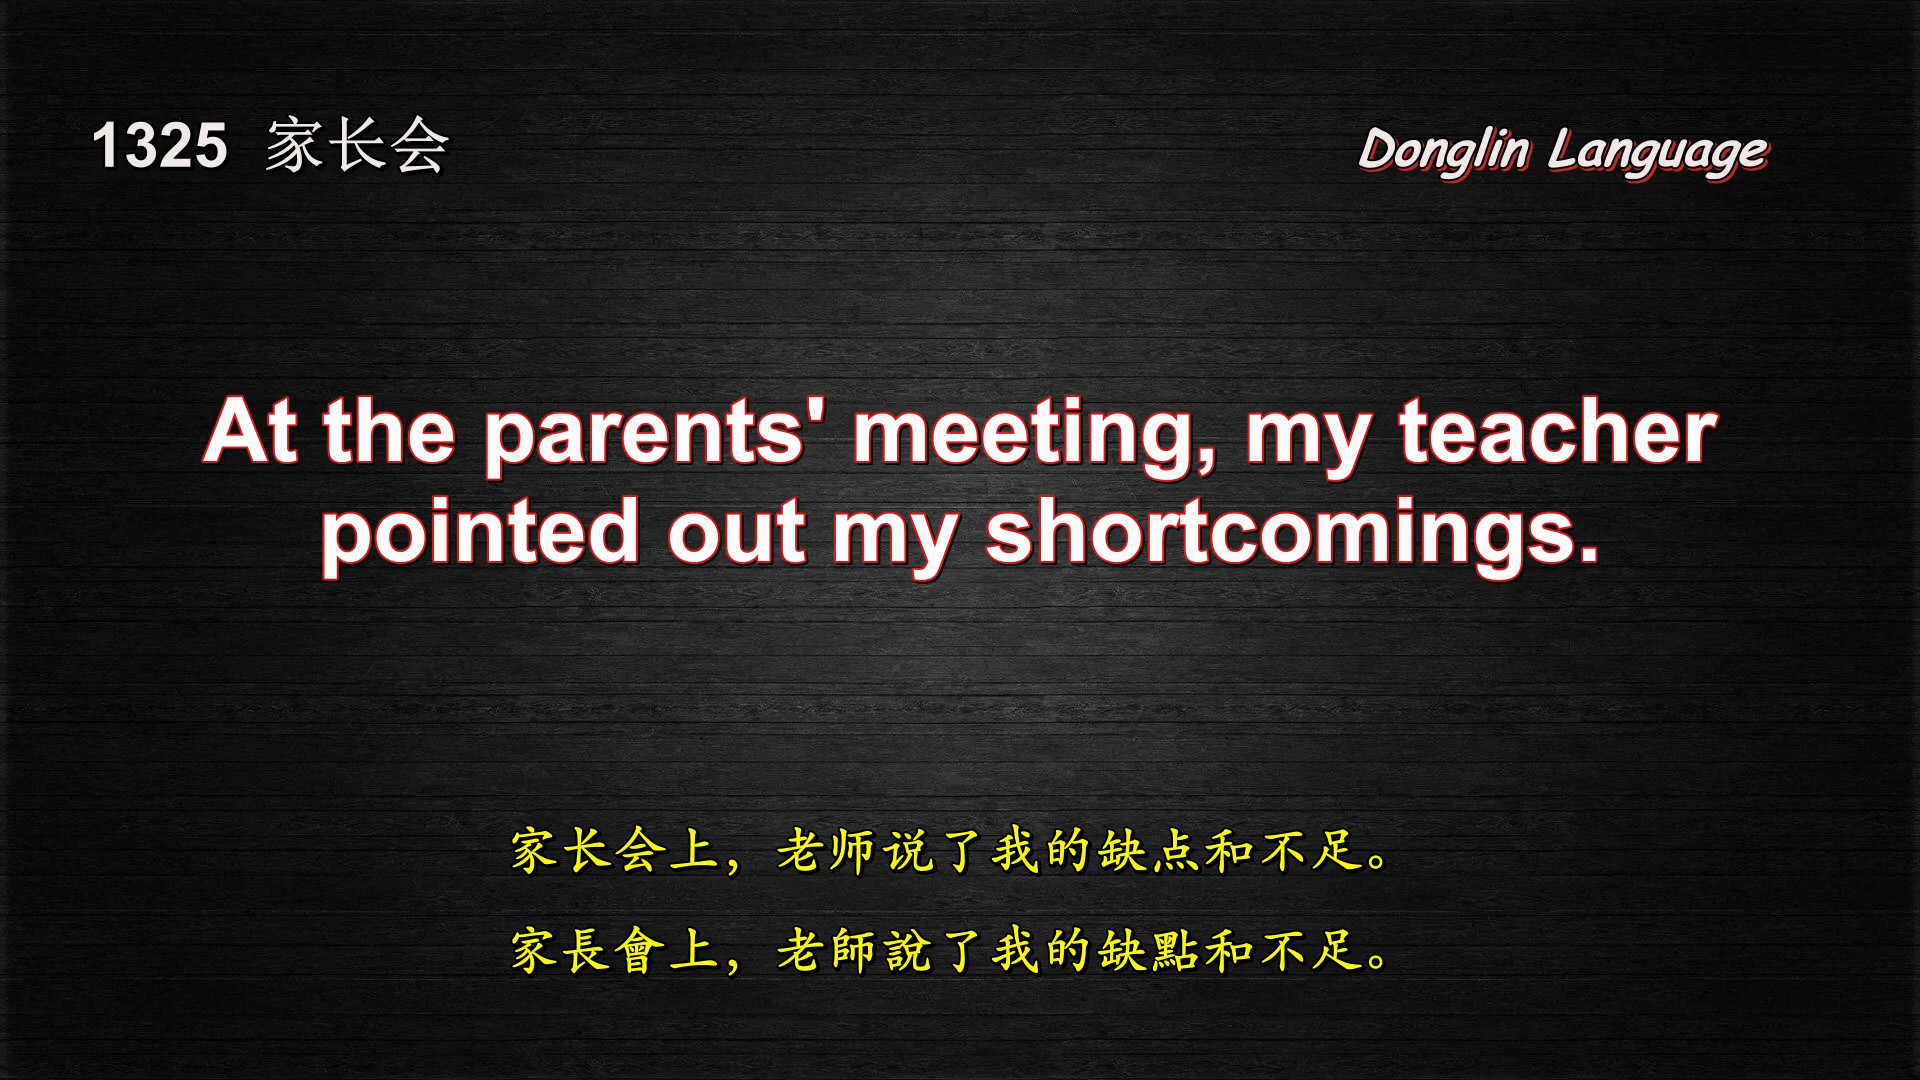 1325 家长会
Donglin Language
At the parents' meeting, my teacher
pointed out my shortcomings.
家长会上，老师说了我的缺点和不足。
家長會上，老師說了我的缺點和不足。